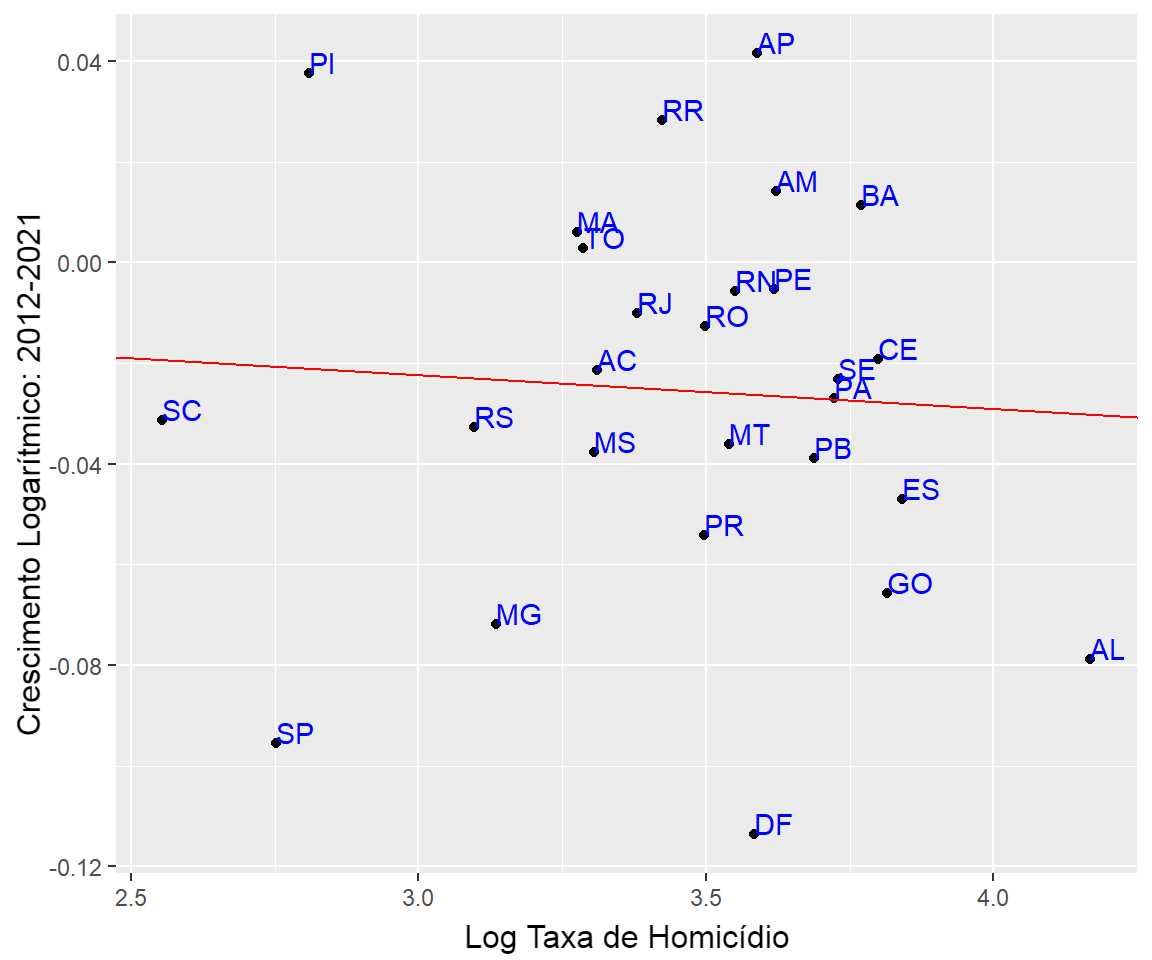 0.04
0.00
-0.04
-0.08
-0.12
2.5
3.0
3.5
4.0
Crescimento Logarítmico: 2012-2021
Log Taxa de Homicídio
AP
PI
RR
AM
BA
MA
TO
RN
PE
RJ
RO
CE
AC
SE
PA
SC
RS
MS
MT
PB
ES
PR
GO
MG
AL
SP
DF